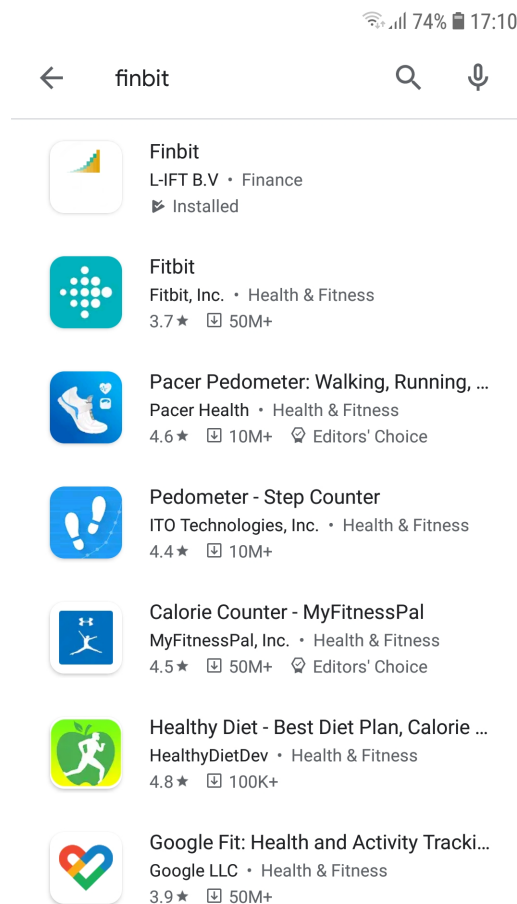 74% 17:10
finbit
Finbit
L-IFT B.V • Finance
Installed
Fitbit
Fitbit, Inc. • Health & Fitness
3.7★ 50M+
Pacer Pedometer: Walking, Running, ...
Pacer Health • Health & Fitness
4.6★ 10M+ Editors' Choice
Pedometer - Step Counter
ITO Technologies, Inc. • Health & Fitness
4.4★ 10M+
Calorie Counter - MyFitnessPal
MyFitnessPal, Inc. • Health & Fitness
4.5★ 50M+ Editors' Choice
Healthy Diet - Best Diet Plan, Calorie ...
HealthyDietDev • Health & Fitness
4.8★ 100K+
Google Fit: Health and Activity Tracki...
Google LLC • Health & Fitness
3.9★ 50M+